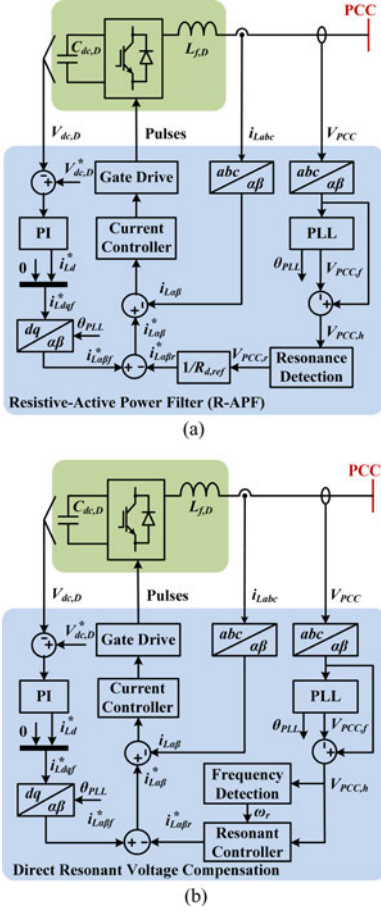 PCC
C_dc,D
L_f,D
V_dc,D
Pulses
i_Labc
V_PCC
V*_dc,D
Gate Drive
abc
αβ
abc
αβ
PI
Current
Controller
PLL
0
i*_Ld
θ_PLL
V_PCC,f
i*_Ldqf
i_Lαβ
i*_Lαβ
V_PCC,h
dq
αβ
θ_PLL
i*_Lαβf
i*_Lαβr
1/R_d,ref
V_PCC,r
Resonance
Detection
Resistive-Active Power Filter (R-APF)
(a)
PCC
C_dc,D
L_f,D
V_dc,D
Pulses
i_Labc
V_PCC
V*_dc,D
Gate Drive
abc
αβ
abc
αβ
PI
Current
Controller
PLL
0
i*_Ld
θ_PLL
V_PCC,f
i*_Ldqf
i_Lαβ
i*_Lαβ
Frequency
Detection
V_PCC,h
dq
αβ
θ_PLL
ω_r
i*_Lαβf
i*_Lαβr
Resonant
Controller
Direct Resonant Voltage Compensation
(b)